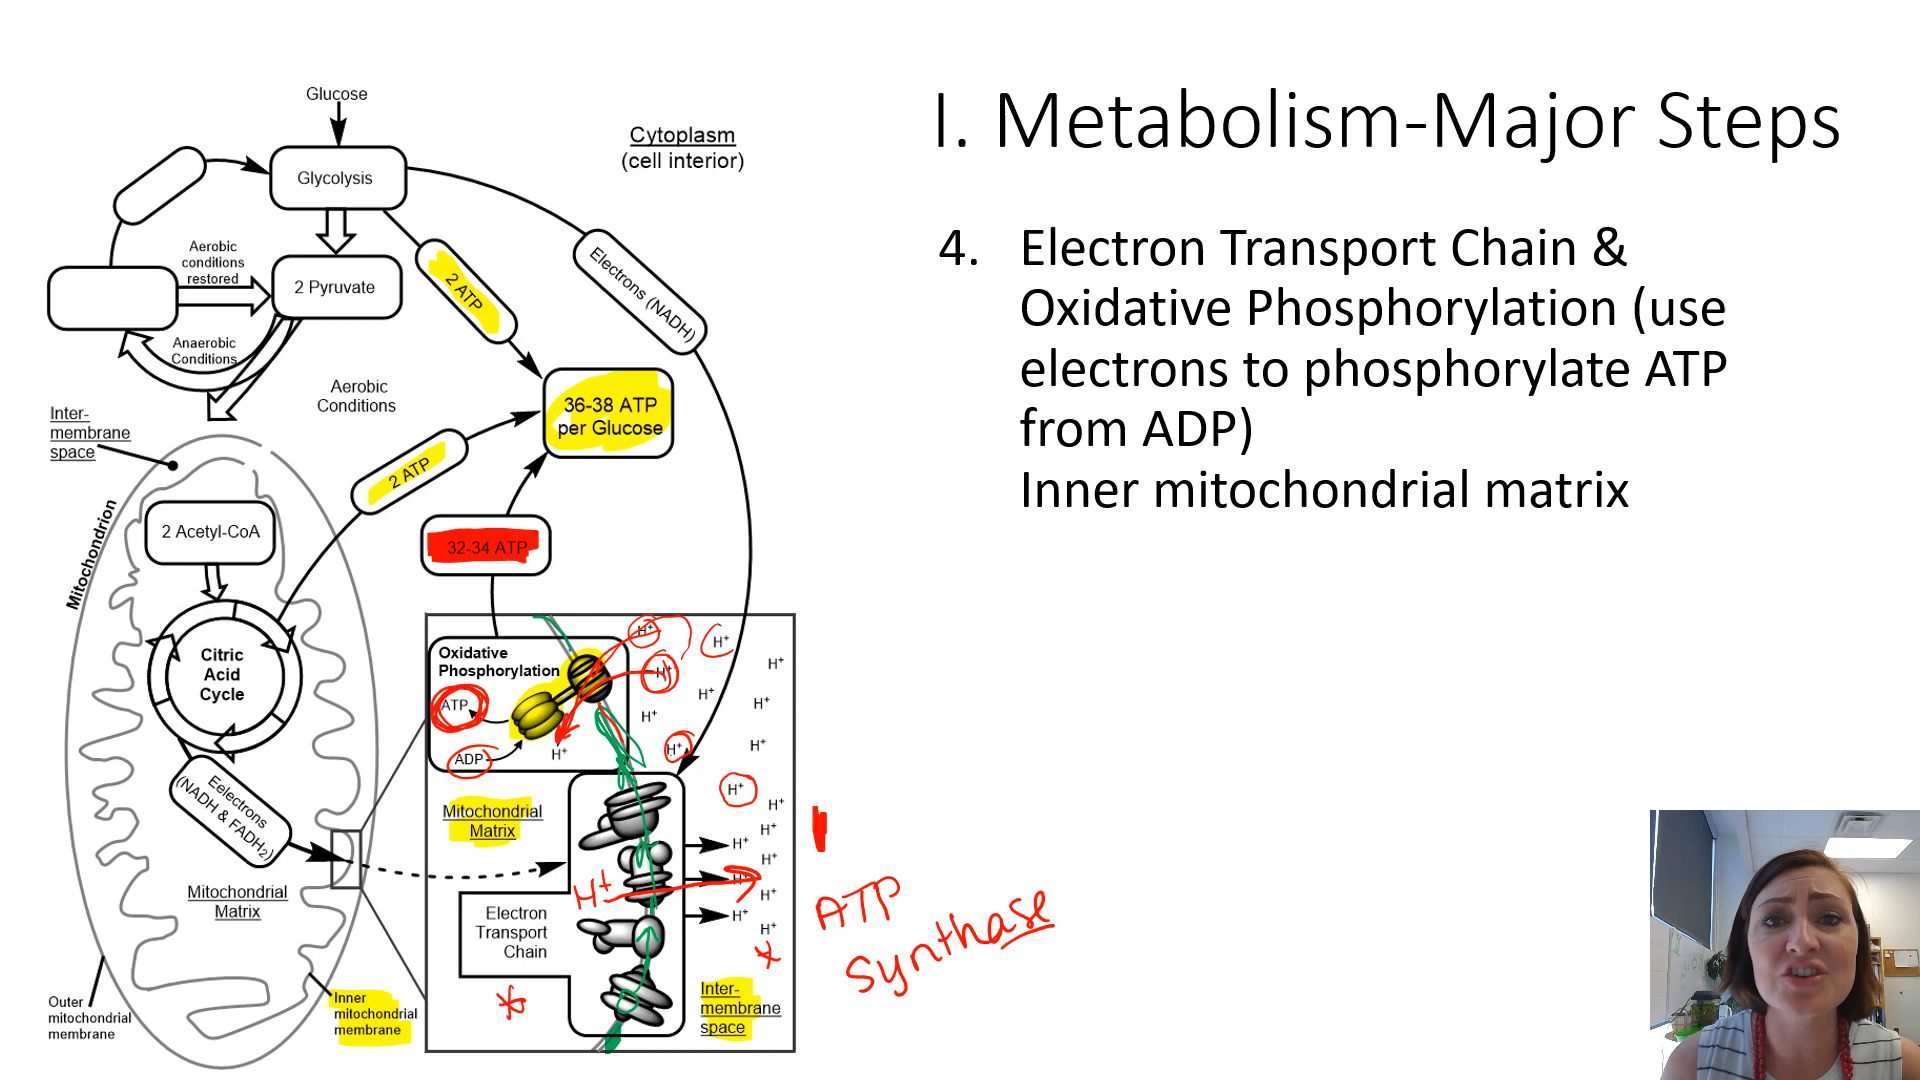 I. Metabolism-Major Steps
4. Electron Transport Chain &
Oxidative Phosphorylation (use
electrons to phosphorylate ATP
from ADP)
Inner mitochondrial matrix
Glucose
Glycolysis
Cytoplasm
(cell interior)
Aerobic
conditions
restored
2 Pyruvate
2 ATP
Electrons (NADH)
Anaerobic
Conditions
Aerobic
Conditions
36-38 ATP
per Glucose
Inter-
membrane
space
2 ATP
Mitochondrion
2 Acetyl-CoA
32-34 ATP
Citric
Acid
Cycle
Oxidative
Phosphorylation
ATP
ADP
H+
H+
H+
H+
H+
H+
H+
H+
H+
H+
H+
H+
Eelectrons
(NADH & FADH2)
Mitochondrial
Matrix
H+
H+
H+
H+
H+
H+
H+
H+
Electron
Transport
Chain
Mitochondrial
Matrix
Inter-
membrane
space
Outer
mitochondrial
membrane
Inner
mitochondrial
membrane
ATP
Synthase